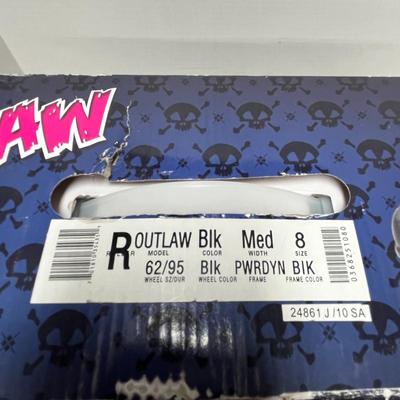 AW
R OUTLAW Blk Med 8
MODEL COLOR WIDTH SIZE
62/95 Blk PWRDYN BlK
WHEEL SZ/DUR WHEEL COLOR FRAME FRAME COLOR
0368251080
24861 J /10 SA